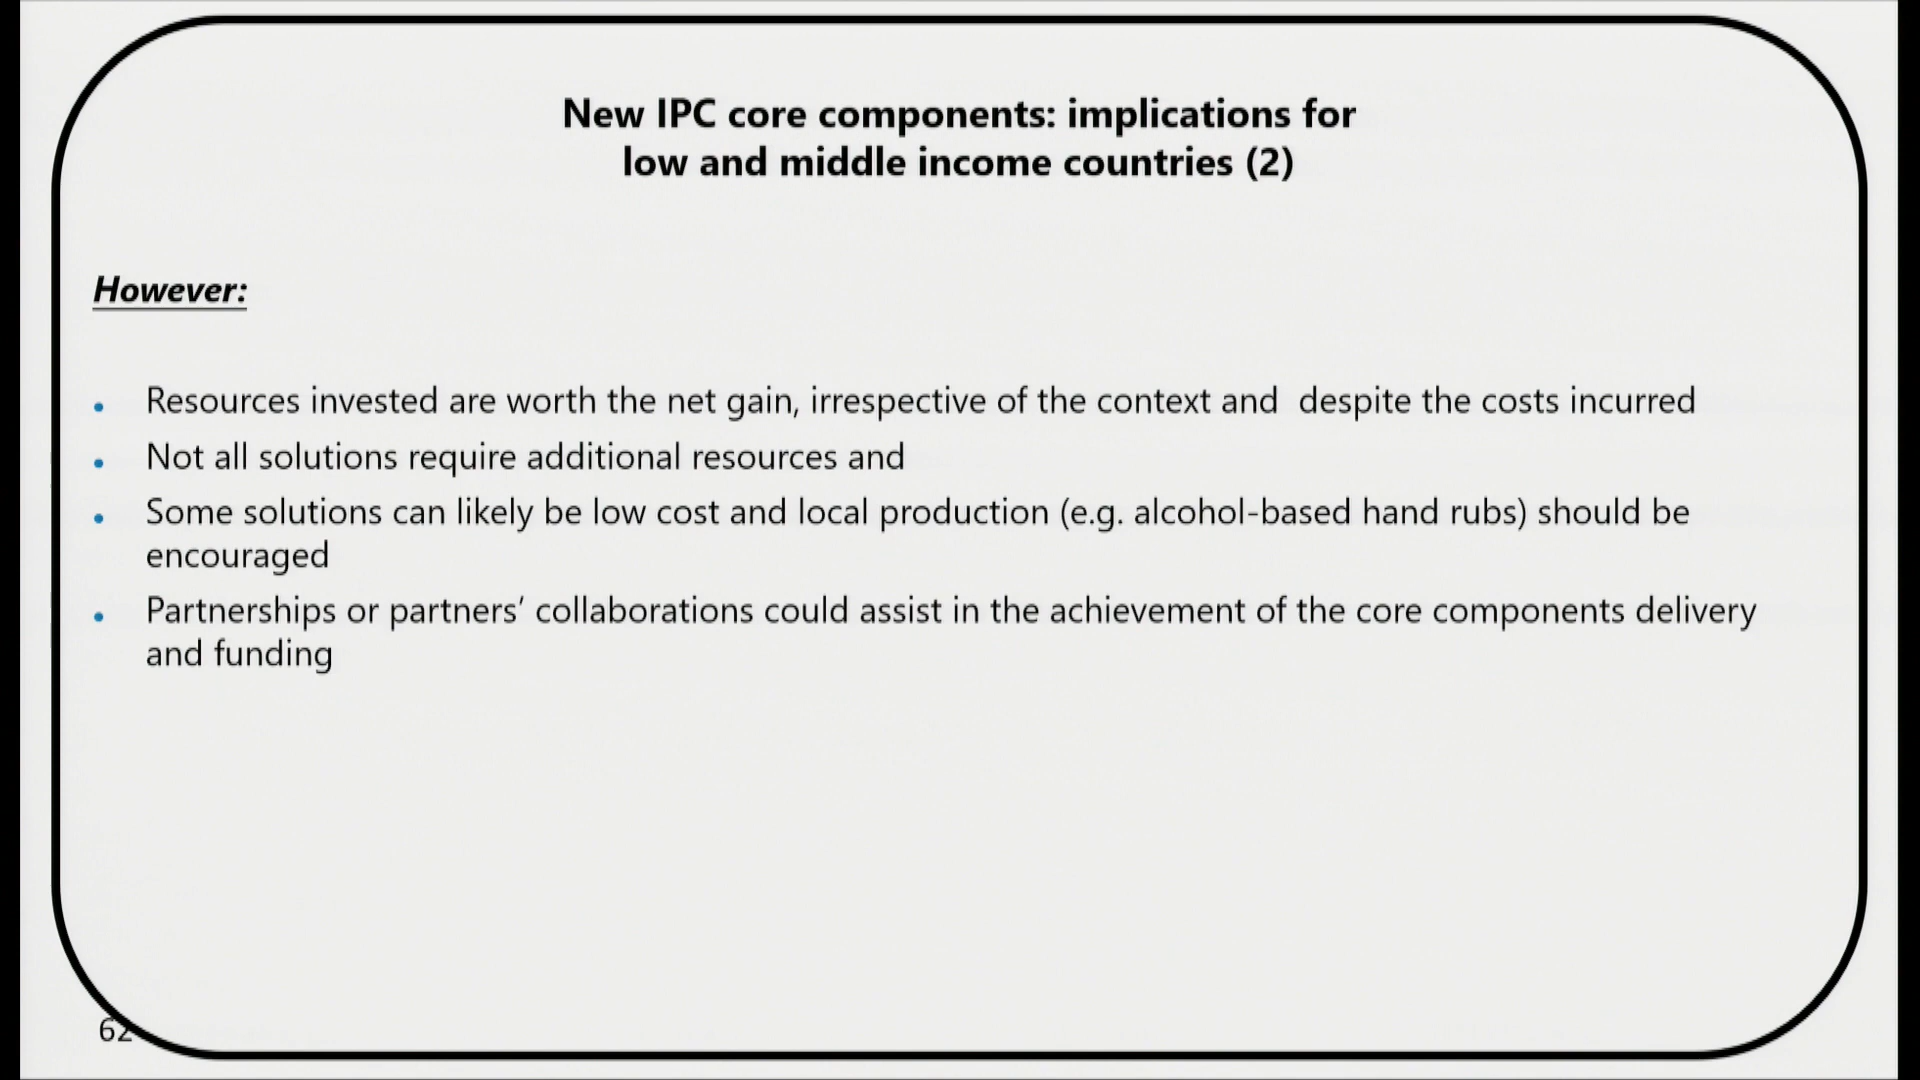 New IPC core components: implications for
low and middle income countries (2)
However:
• Resources invested are worth the net gain, irrespective of the context and despite the costs incurred
• Not all solutions require additional resources and
• Some solutions can likely be low cost and local production (e.g. alcohol-based hand rubs) should be
encouraged
• Partnerships or partners’ collaborations could assist in the achievement of the core components delivery
and funding
62